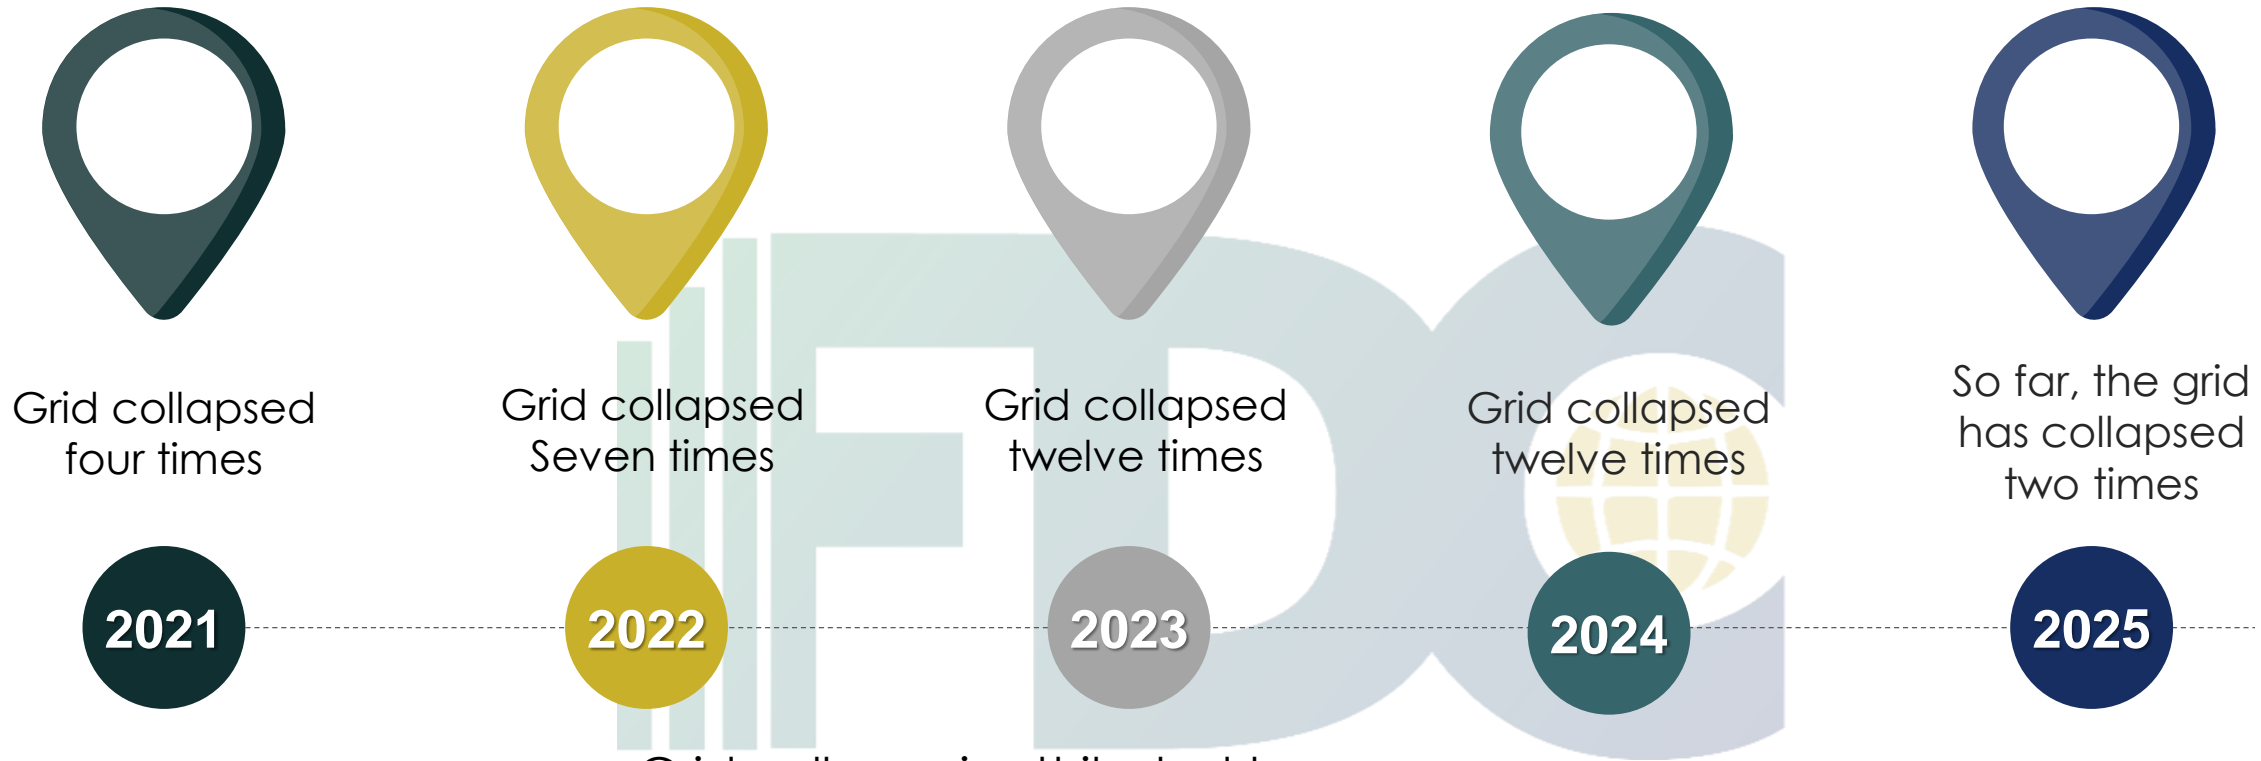 Grid collapsed
four times
Grid collapsed
Seven times
Grid collapsed
twelve times
Grid collapsed
twelve times
So far, the grid
has collapsed
two times
2021
2022
2023
2024
2025
FDC